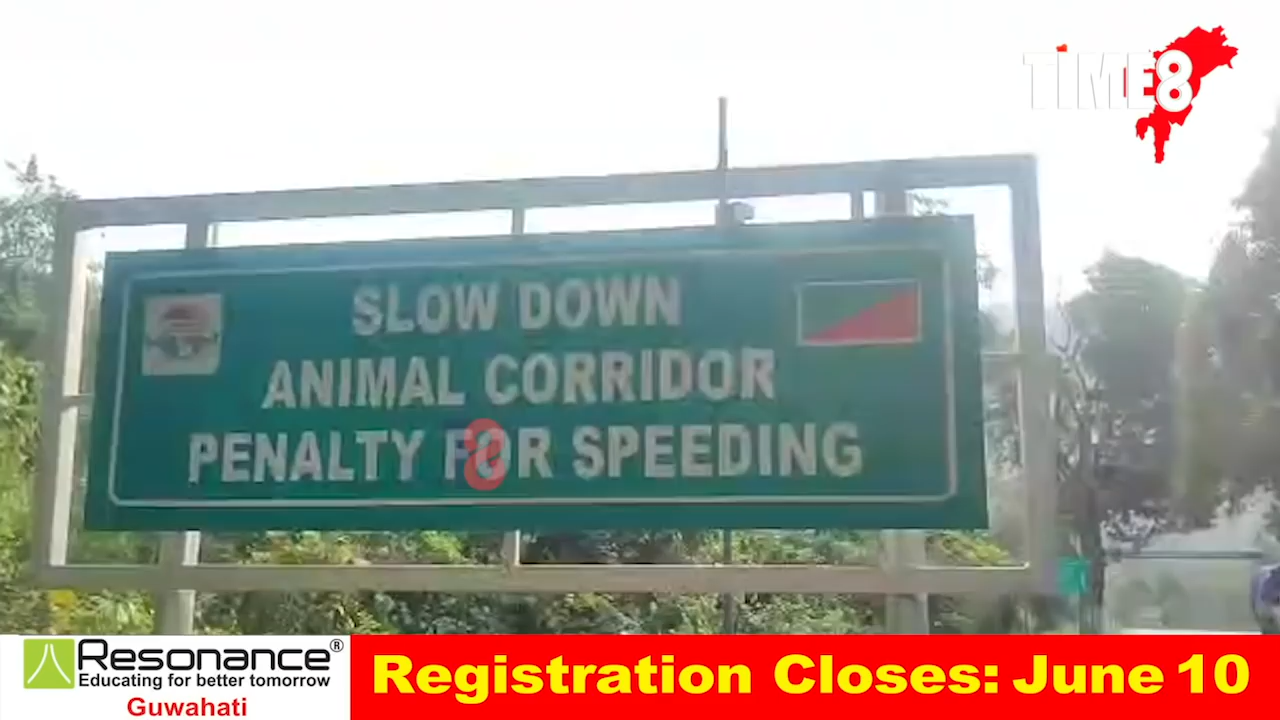 TIME8
SLOW DOWN
ANIMAL CORRIDOR
PENALTY FOR SPEEDING
Resonance®
Educating for better tomorrow
Guwahati
Registration Closes: June 10